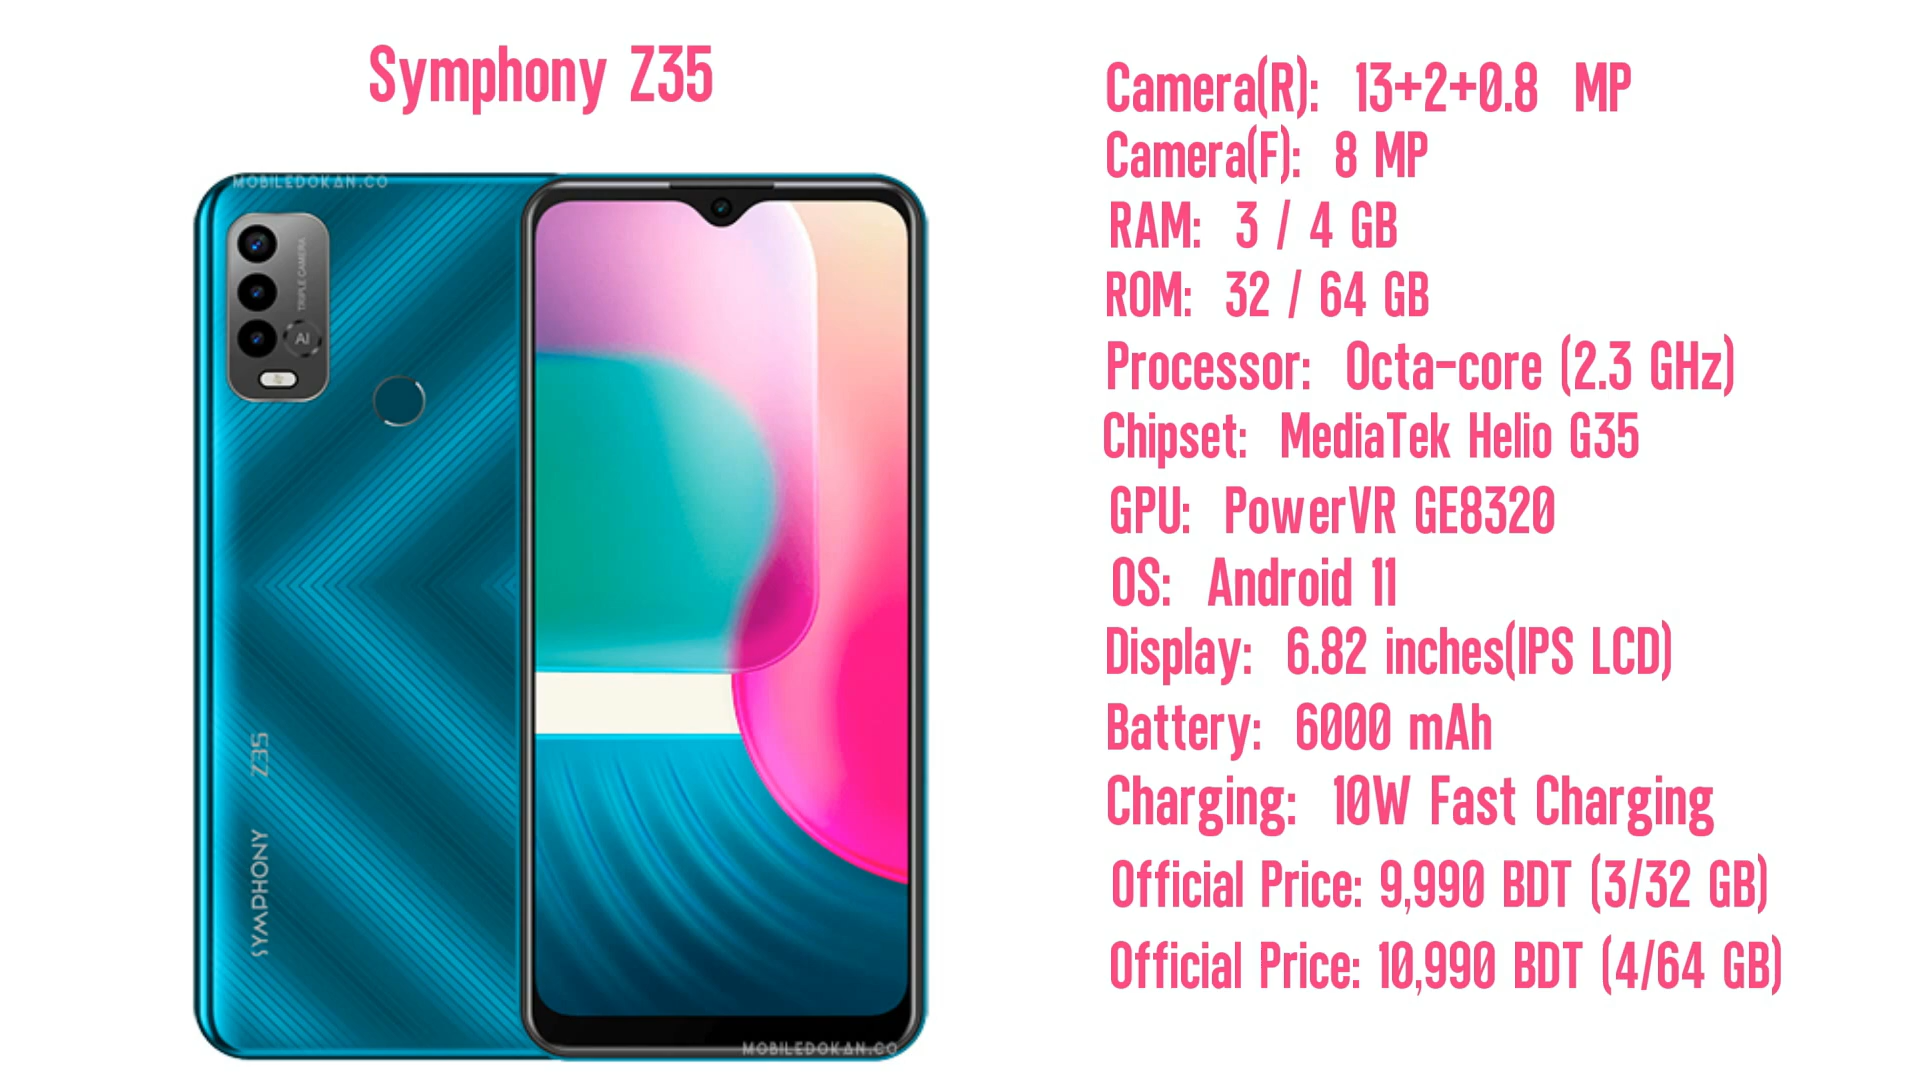 Symphony Z35
MOBILEDOKAN.CO
TRIPLE CAMERA
AI
Z35
SYMPHONY
MOBILEDOKAN.CO
Camera(R): 13+2+0.8 MP
Camera(F): 8 MP
RAM: 3 / 4 GB
ROM: 32 / 64 GB
Processor: Octa-core (2.3 GHz)
Chipset: MediaTek Helio G35
GPU: PowerVR GE8320
OS: Android 11
Display: 6.82 inches(IPS LCD)
Battery: 6000 mAh
Charging: 10W Fast Charging
Official Price: 9,990 BDT (3/32 GB)
Official Price: 10,990 BDT (4/64 GB)